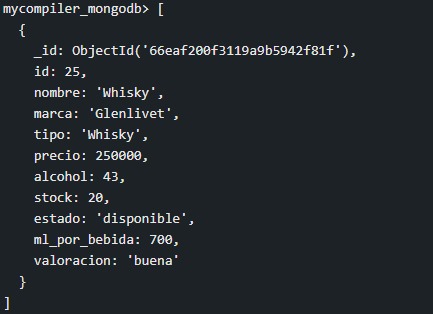 mycompiler_mongodb> [
  {
    _id: ObjectId('66eaf200f3119a9b5942f81f'),
    id: 25,
    nombre: 'Whisky',
    marca: 'Glenlivet',
    tipo: 'Whisky',
    precio: 250000,
    alcohol: 43,
    stock: 20,
    estado: 'disponible',
    ml_por_bebida: 700,
    valoracion: 'buena'
  }
]